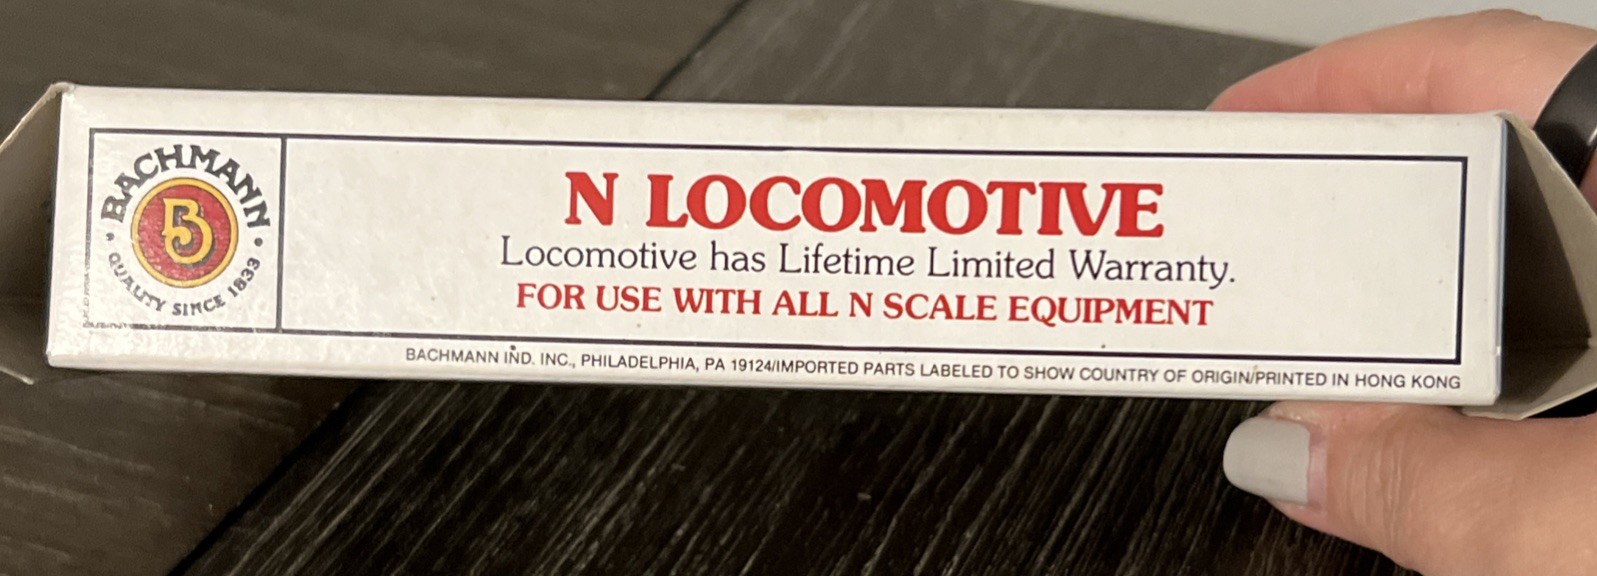 BACHMANN
B
• QUALITY SINCE 1833 •
N LOCOMOTIVE
Locomotive has Lifetime Limited Warranty.
FOR USE WITH ALL N SCALE EQUIPMENT
BACHMANN IND. INC., PHILADELPHIA, PA 19124/IMPORTED PARTS LABELED TO SHOW COUNTRY OF ORIGIN/PRINTED IN HONG KONG